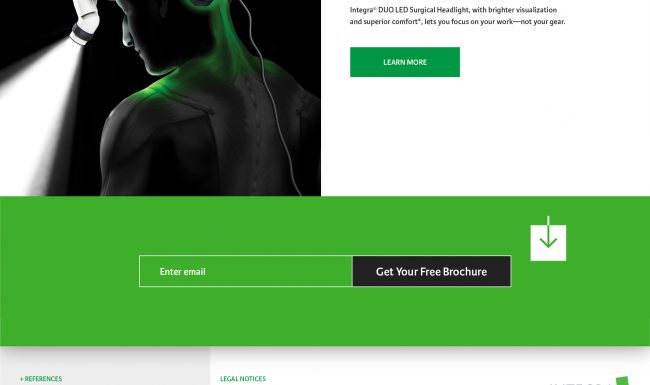 Integra® DUO LED Surgical Headlight, with brighter visualization
and superior comfort*, lets you focus on your work—not your gear.
LEARN MORE
Enter email
Get Your Free Brochure
+ REFERENCES
LEGAL NOTICES